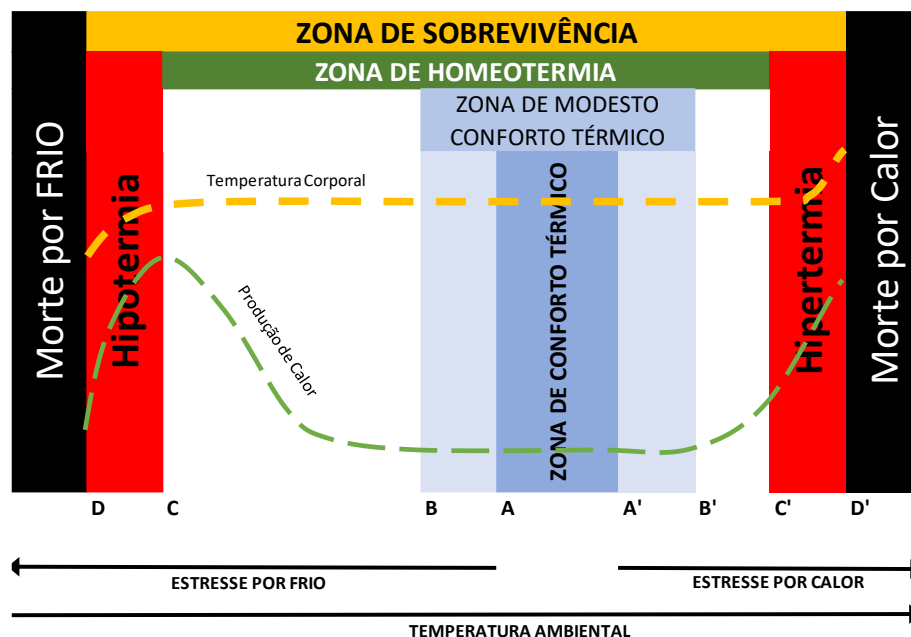 ZONA DE SOBREVIVÊNCIA
ZONA DE HOMEOTERMIA
ZONA DE MODESTO
CONFORTO TÉRMICO
Morte por FRIO
Hipotermia
Temperatura Corporal
Produção de Calor
ZONA DE CONFORTO TÉRMICO
Hipertermia
Morte por Calor
D C B A A' B' C' D'
ESTRESSE POR FRIO
ESTRESSE POR CALOR
TEMPERATURA AMBIENTAL